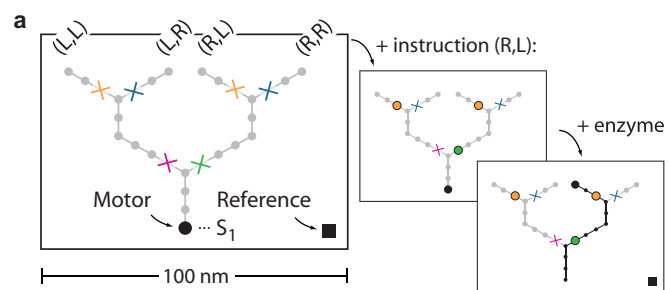 a
(L,L) (L,R) (R,L) (R,R)
+ instruction (R,L):
+ enzyme
Motor Reference
··· S₁
100 nm